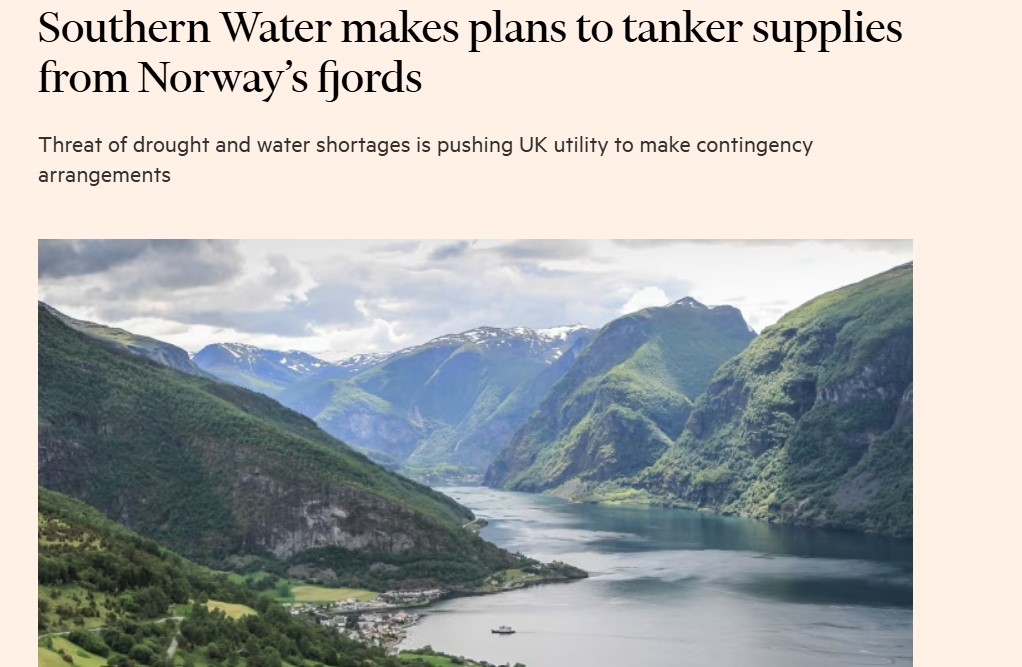 Southern Water makes plans to tanker supplies
from Norway’s fjords
Threat of drought and water shortages is pushing UK utility to make contingency
arrangements